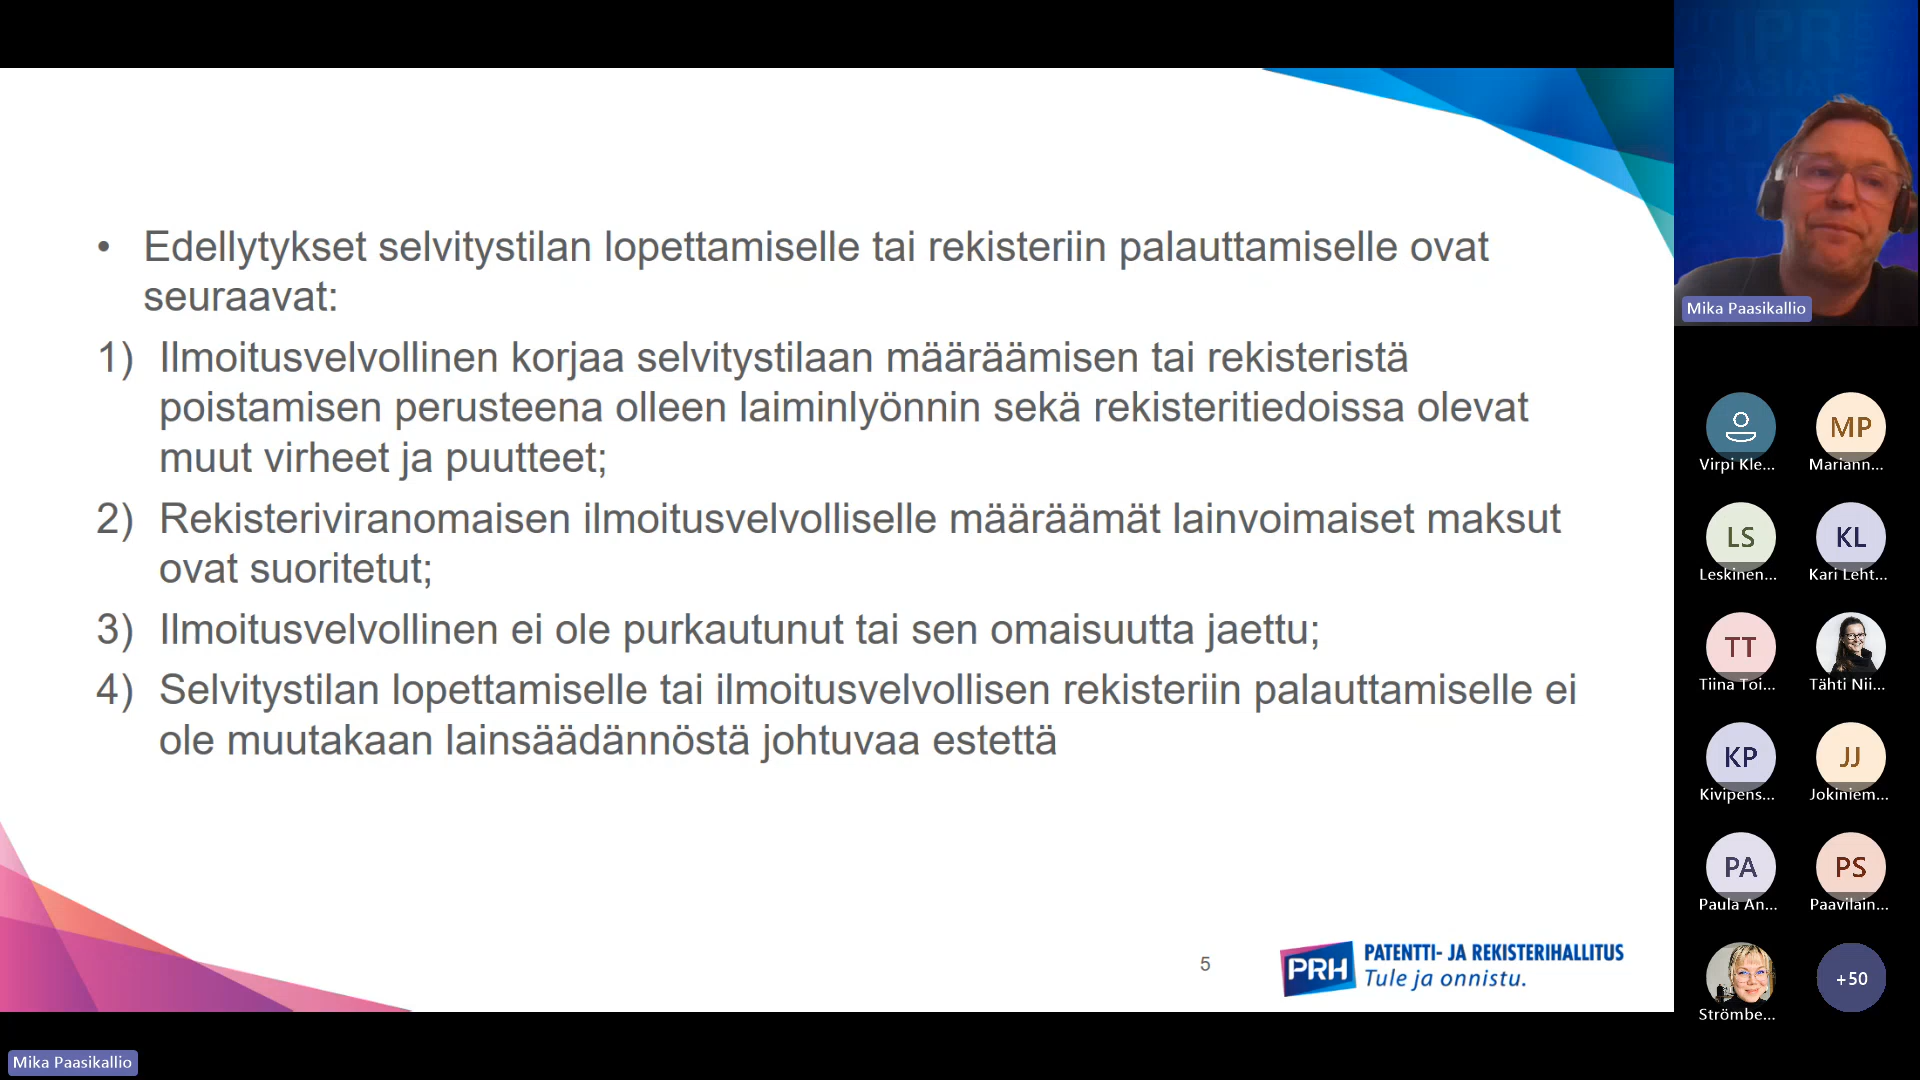 • Edellytykset selvitystilan lopettamiselle tai rekisteriin palauttamiselle ovat
seuraavat:
1) Ilmoitusvelvollinen korjaa selvitystilaan määräämisen tai rekisteristä
poistamisen perusteena olleen laiminlyönnin sekä rekisteritiedoissa olevat
muut virheet ja puutteet;
2) Rekisteriviranomaisen ilmoitusvelvolliselle määräämät lainvoimaiset maksut
ovat suoritetut;
3) Ilmoitusvelvollinen ei ole purkautunut tai sen omaisuutta jaettu;
4) Selvitystilan lopettamiselle tai ilmoitusvelvollisen rekisteriin palauttamiselle ei
ole muutakaan lainsäädännöstä johtuvaa estettä
5
PRH
PATENTTI- JA REKISTERIHALLITUS
Tule ja onnistu.
Mika Paasikallio
Mika Paasikallio
Virpi Kle...
MP
Mariann...
LS
Leskinen...
KL
Kari Leht...
TT
Tiina Toi...
Tähti Nii...
KP
Kivipens...
JJ
Jokiniem...
PA
Paula An...
PS
Paavilain...
Strömbe...
+50